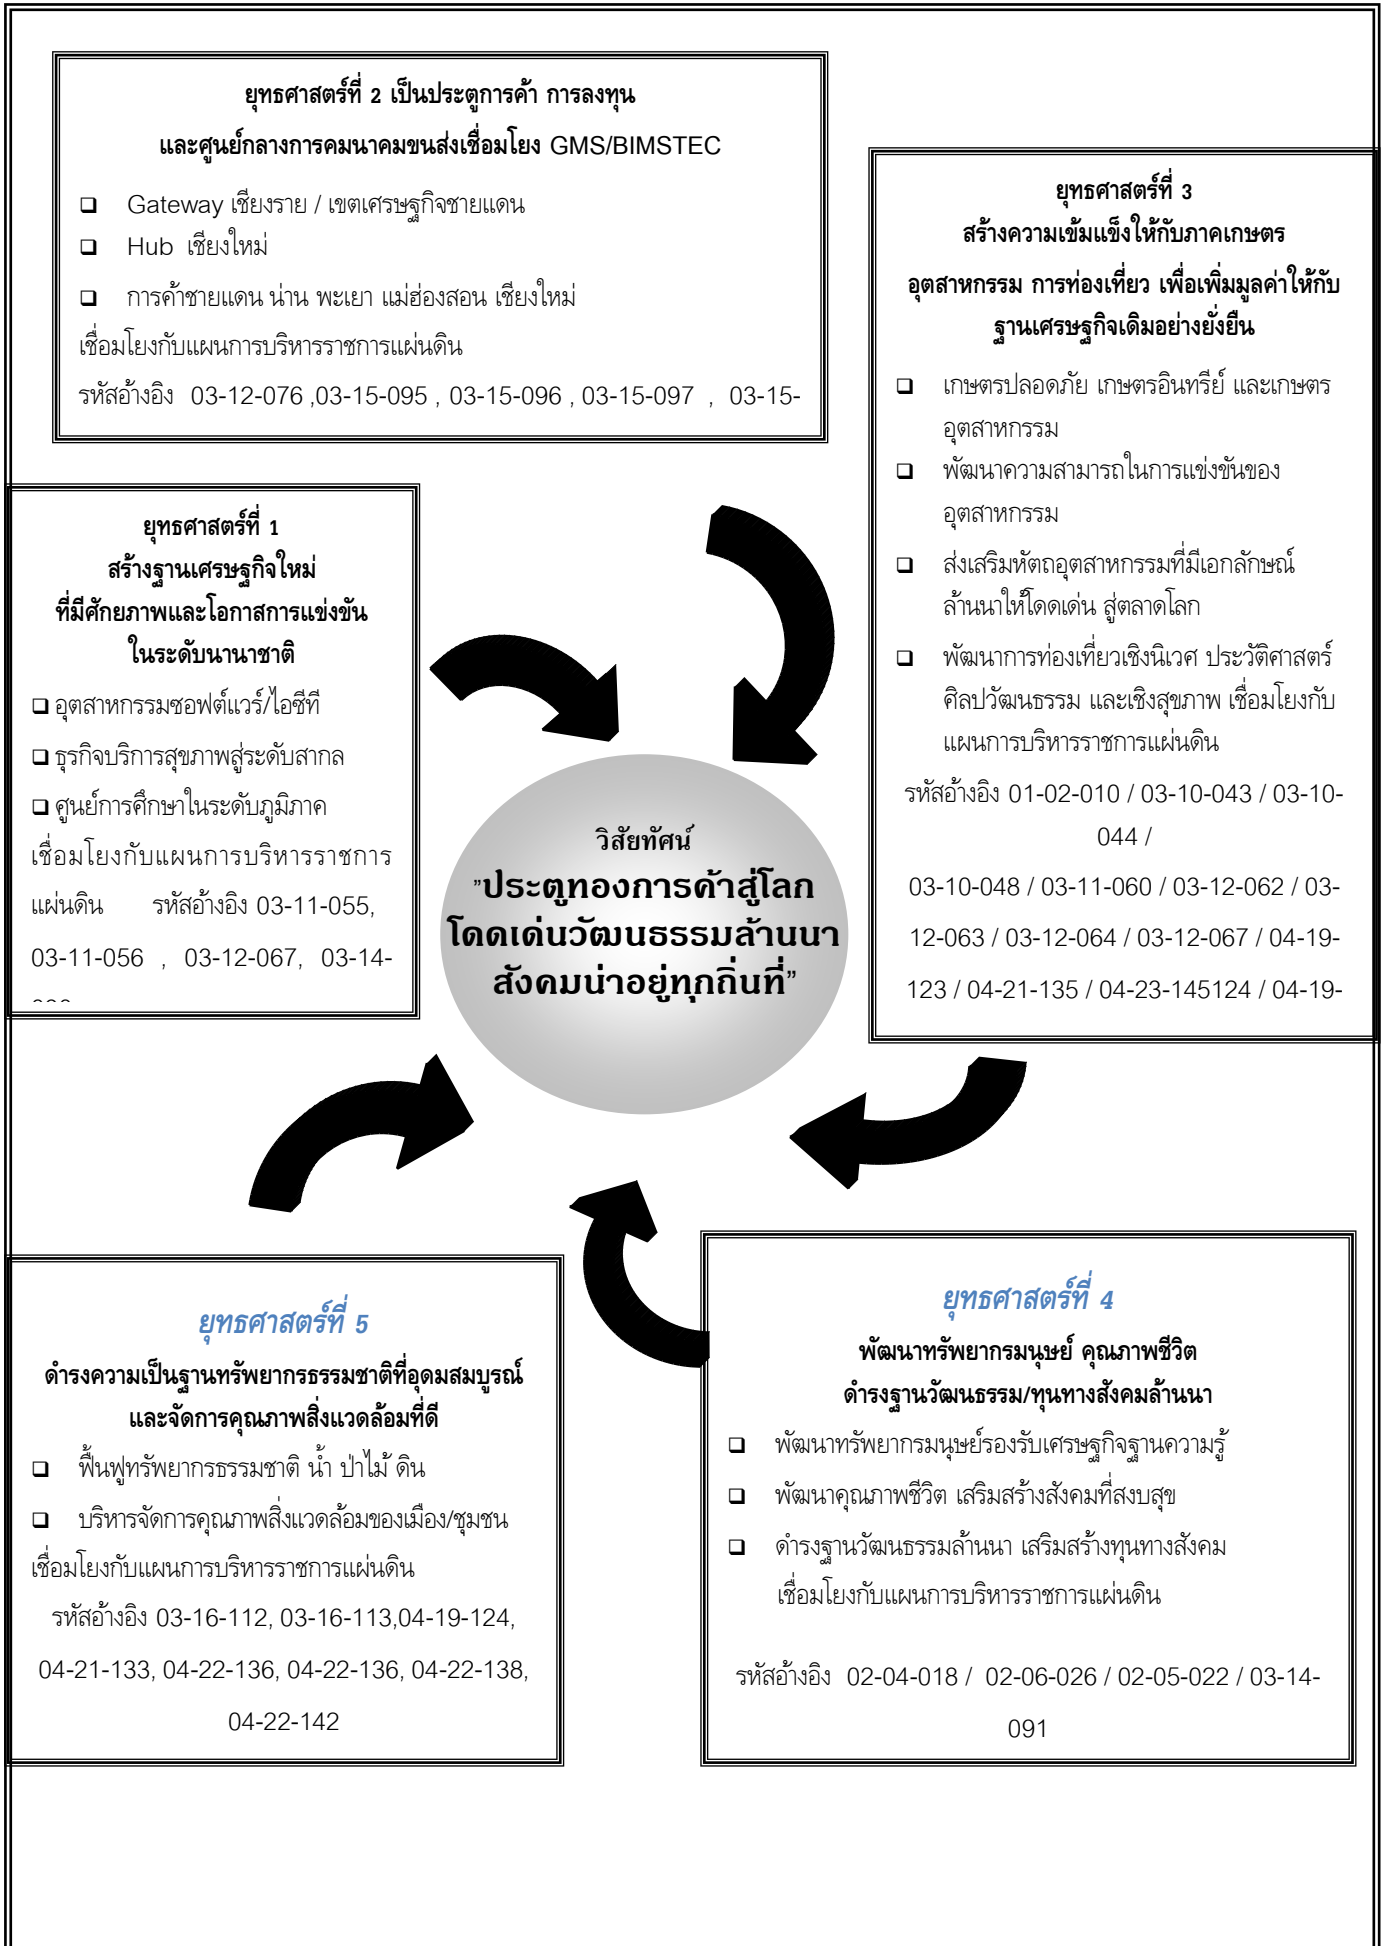 ยุทธศาสตร์ที่ 2 เป็นประตูการค้า การลงทุน
และศูนย์กลางการคมนาคมขนส่งเชื่อมโยง GMS/BIMSTEC
❑ Gateway เชียงราย / เขตเศรษฐกิจชายแดน
❑ Hub เชียงใหม่
❑ การค้าชายแดน น่าน พะเยา แม่ฮ่องสอน เชียงใหม่
เชื่อมโยงกับแผนการบริหารราชการแผ่นดิน
รหัสอ้างอิง 03-12-076 ,03-15-095 , 03-15-096 , 03-15-097 , 03-15-
ยุทธศาสตร์ที่ 3
สร้างความเข้มแข็งให้กับภาคเกษตร
อุตสาหกรรม การท่องเที่ยว เพื่อเพิ่มมูลค่าให้กับ
ฐานเศรษฐกิจเดิมอย่างยั่งยืน
❑ เกษตรปลอดภัย เกษตรอินทรีย์ และเกษตร
อุตสาหกรรม
❑ พัฒนาความสามารถในการแข่งขันของ
อุตสาหกรรม
❑ ส่งเสริมหัตถอุตสาหกรรมที่มีเอกลักษณ์
ล้านนาให้โดดเด่น สู่ตลาดโลก
❑ พัฒนาการท่องเที่ยวเชิงนิเวศ ประวัติศาสตร์
ศิลปวัฒนธรรม และเชิงสุขภาพ เชื่อมโยงกับ
แผนการบริหารราชการแผ่นดิน
รหัสอ้างอิง 01-02-010 / 03-10-043 / 03-10-
044 /
03-10-048 / 03-11-060 / 03-12-062 / 03-
12-063 / 03-12-064 / 03-12-067 / 04-19-
123 / 04-21-135 / 04-23-145124 / 04-19-
ยุทธศาสตร์ที่ 1
สร้างฐานเศรษฐกิจใหม่
ที่มีศักยภาพและโอกาสการแข่งขัน
ในระดับนานาชาติ
❑ อุตสาหกรรมซอฟต์แวร์/ไอซีที
❑ ธุรกิจบริการสุขภาพสู่ระดับสากล
❑ ศูนย์การศึกษาในระดับภูมิภาค
เชื่อมโยงกับแผนการบริหารราชการ
แผ่นดิน รหัสอ้างอิง 03-11-055,
03-11-056 , 03-12-067, 03-14-
วิสัยทัศน์
"ประตูทองการค้าสู่โลก
โดดเด่นวัฒนธรรมล้านนา
สังคมน่าอยู่ทุกถิ่นที่"
ยุทธศาสตร์ที่ 5
ดำรงความเป็นฐานทรัพยากรธรรมชาติที่อุดมสมบูรณ์
และจัดการคุณภาพสิ่งแวดล้อมที่ดี
❑ ฟื้นฟูทรัพยากรธรรมชาติ น้ำ ป่าไม้ ดิน
❑ บริหารจัดการคุณภาพสิ่งแวดล้อมของเมือง/ชุมชน
เชื่อมโยงกับแผนการบริหารราชการแผ่นดิน
รหัสอ้างอิง 03-16-112, 03-16-113,04-19-124,
04-21-133, 04-22-136, 04-22-136, 04-22-138,
04-22-142
ยุทธศาสตร์ที่ 4
พัฒนาทรัพยากรมนุษย์ คุณภาพชีวิต
ดำรงฐานวัฒนธรรม/ทุนทางสังคมล้านนา
❑ พัฒนาทรัพยากรมนุษย์รองรับเศรษฐกิจฐานความรู้
❑ พัฒนาคุณภาพชีวิต เสริมสร้างสังคมที่สงบสุข
❑ ดำรงฐานวัฒนธรรมล้านนา เสริมสร้างทุนทางสังคม
เชื่อมโยงกับแผนการบริหารราชการแผ่นดิน
รหัสอ้างอิง 02-04-018 / 02-06-026 / 02-05-022 / 03-14-
091